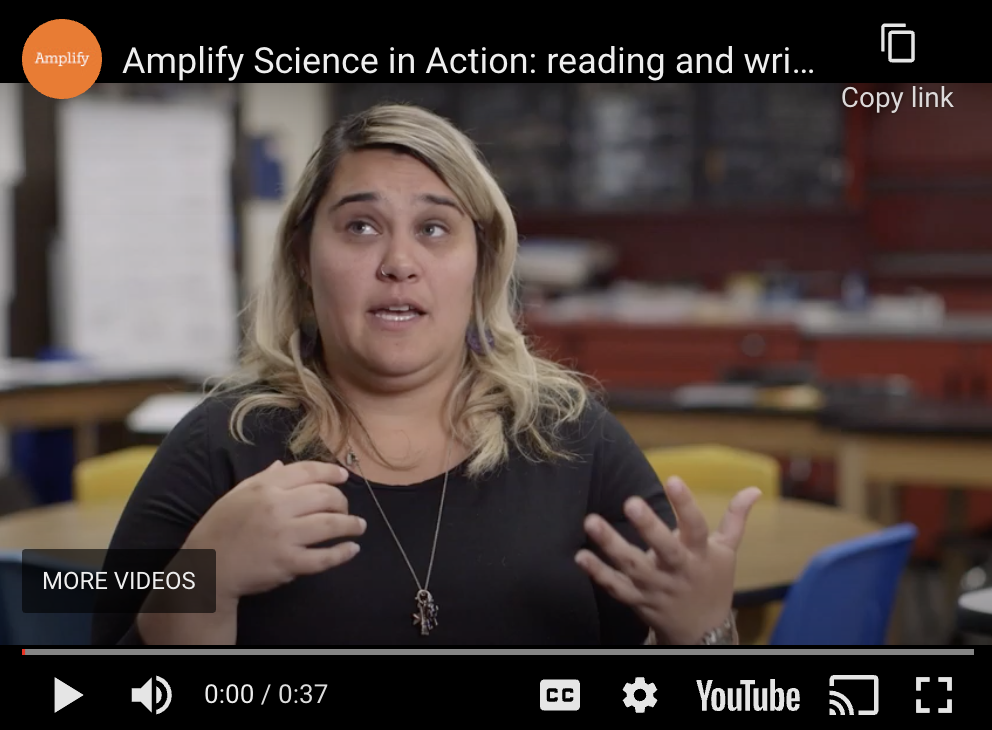 Amplify
Amplify Science in Action: reading and wri...
Copy link
MORE VIDEOS
0:00 / 0:37
CC
YouTube